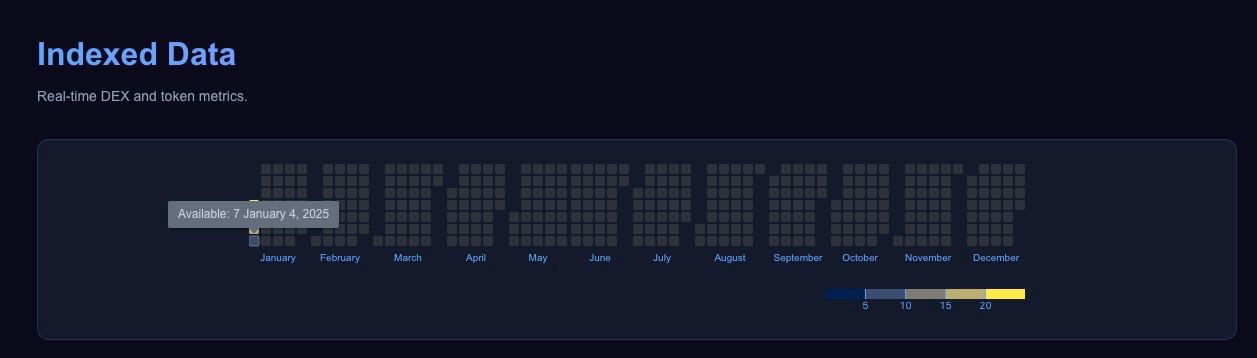 Indexed Data
Real-time DEX and token metrics.
Available: 7 January 4, 2025
January February March April May June July August September October November December
5 10 15 20